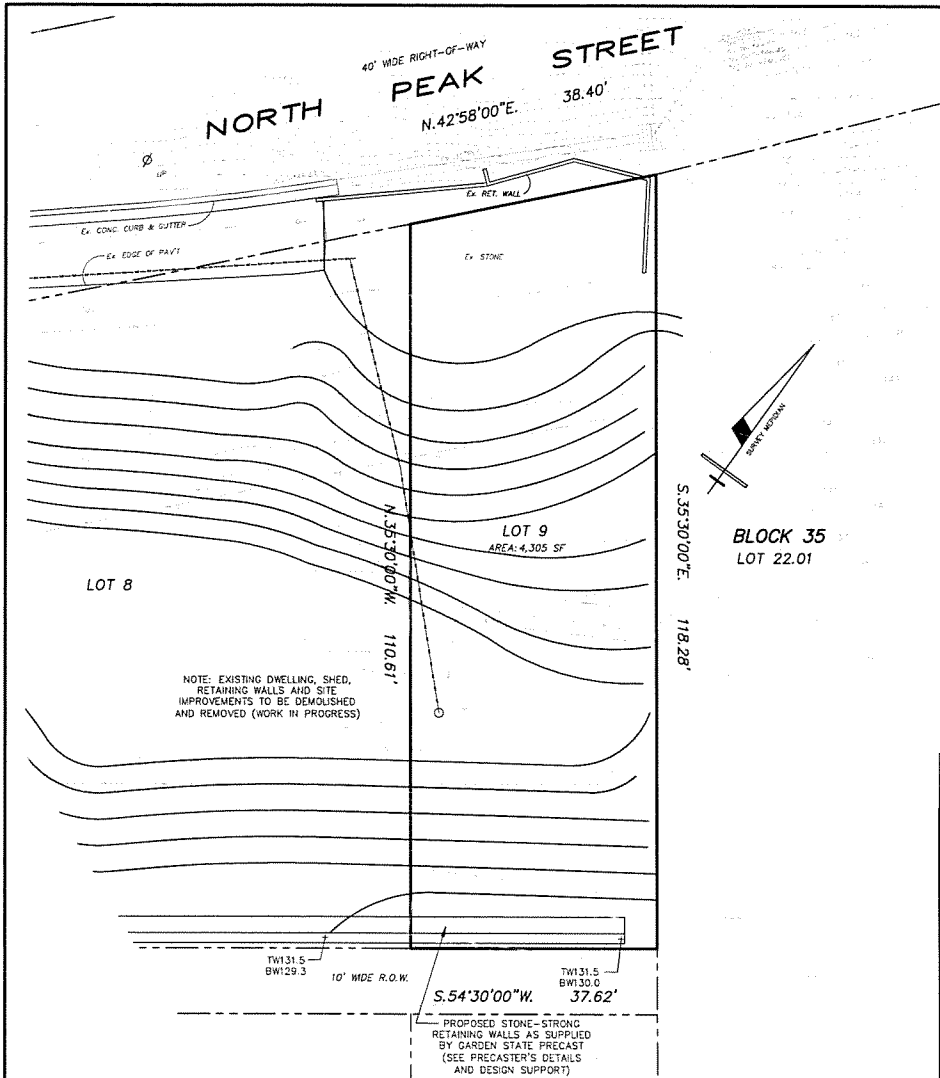 40' WIDE RIGHT-OF-WAY
NORTH PEAK STREET
N.42°58'00"E. 38.40'
UP
EX. RET. WALL
EX. CONC. CURB & GUTTER
EX. EDGE OF PAV'T
EX STONE
SURVEY MERIDIAN
N.35°30'00"W. 110.61'
S.35°30'00"E. 118.28'
LOT 9
AREA: 4,305 SF
BLOCK 35
LOT 22.01
LOT 8
NOTE: EXISTING DWELLING, SHED,
RETAINING WALLS AND SITE
IMPROVEMENTS TO BE DEMOLISHED
AND REMOVED (WORK IN PROGRESS)
TW131.5
BW129.3
10' WIDE R.O.W.
TW131.5
BW130.0
S.54°30'00"W. 37.62'
PROPOSED STONE-STRONG
RETAINING WALLS AS SUPPLIED
BY GARDEN STATE PRECAST
(SEE PRECASTER'S DETAILS
AND DESIGN SUPPORT)